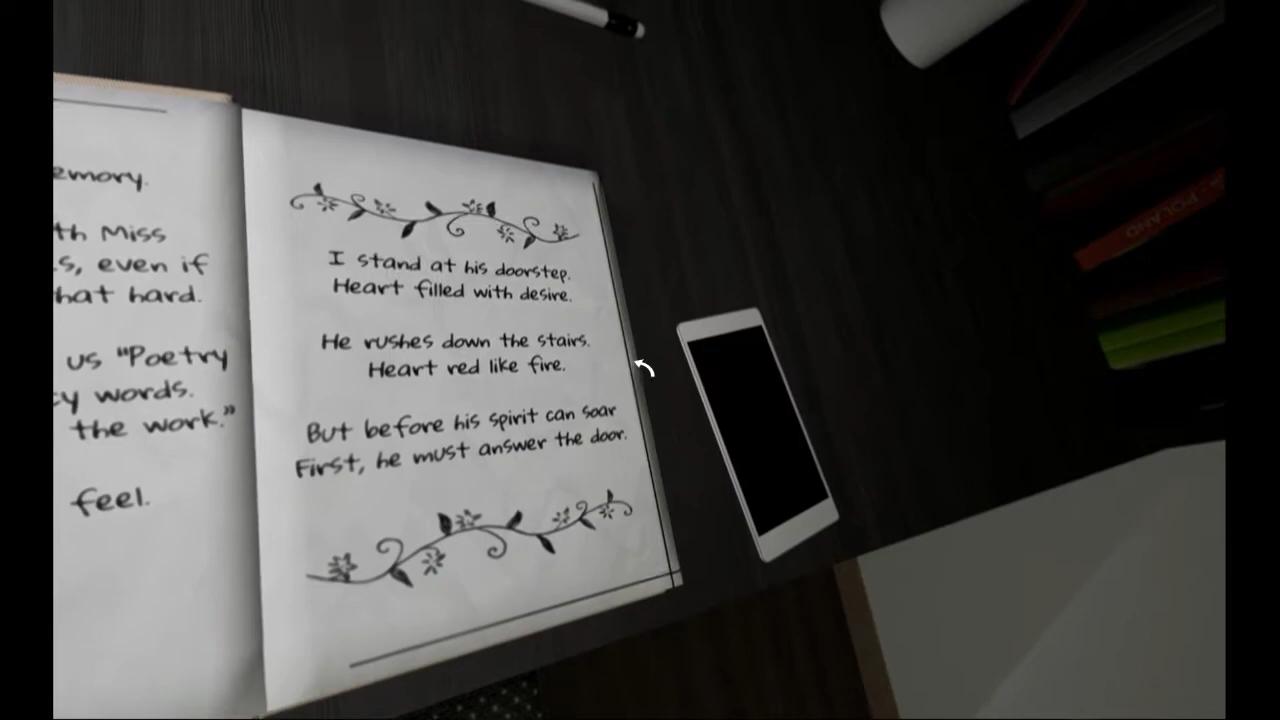 emory.
th Miss
s, even if
hat hard.
us "Poetry
y words.
the work."
feel.
I stand at his doorstep.
Heart filled with desire.
He rushes down the stairs.
Heart red like fire.
But before his spirit can soar
First, he must answer the door.
POLAND